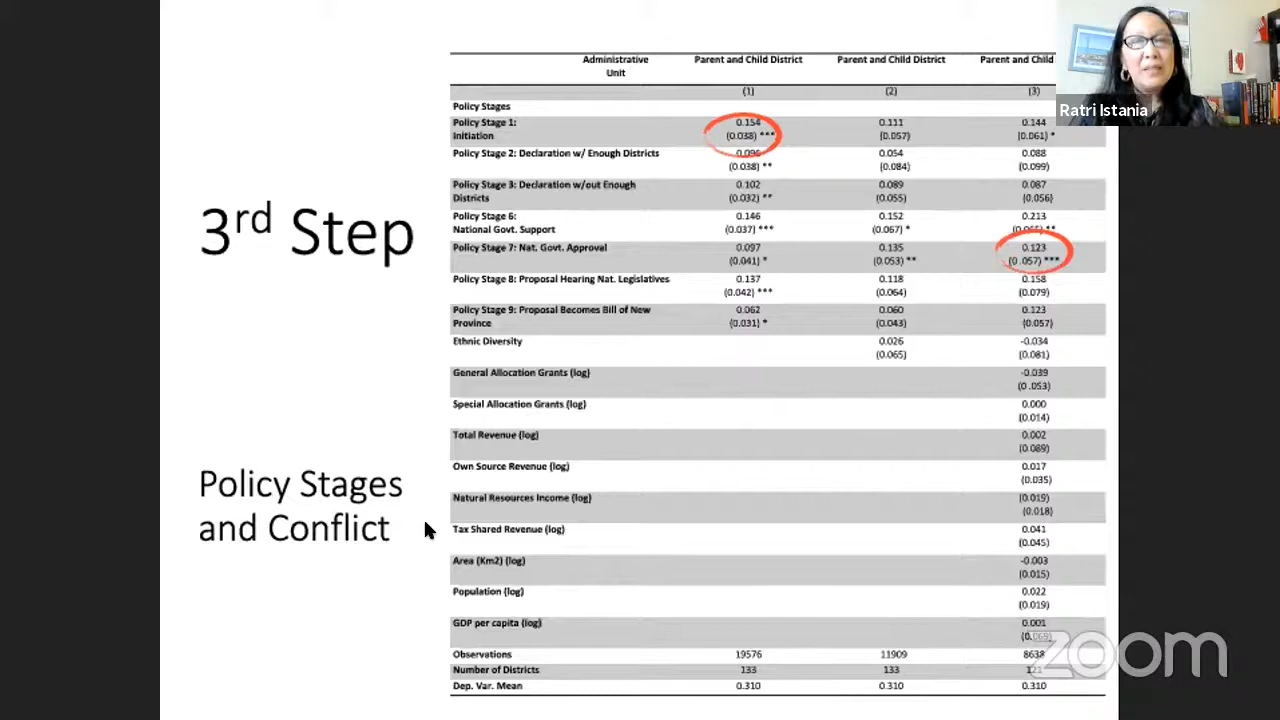 3rd Step
Policy Stages
and Conflict
Administrative Unit Parent and Child District Parent and Child District Parent and Child
(1) (2) (3)
Policy Stages
Policy Stage 1: 0.154 0.111 0.144
Initiation (0.038) *** (0.057) (0.061) *
Policy Stage 2: Declaration w/ Enough Districts 0.096 0.054 0.088
(0.038) ** (0.084) (0.099)
Policy Stage 3: Declaration w/out Enough 0.102 0.089 0.087
Districts (0.032) ** (0.055) (0.056)
Policy Stage 6: 0.146 0.152 0.213
National Govt. Support (0.037) *** (0.067) * **
Policy Stage 7: Nat. Govt. Approval 0.097 0.135 0.123
(0.041) * (0.053) ** (0 .057) ***
Policy Stage 8: Proposal Hearing Nat. Legislatives 0.137 0.118 0.158
(0.042) *** (0.064) (0.079)
Policy Stage 9: Proposal Becomes Bill of New 0.062 0.060 0.123
Province (0.031) * (0.043) (0.057)
Ethnic Diversity 0.026 -0.034
(0.065) (0.081)
General Allocation Grants (log) -0.039
(0 .053)
Special Allocation Grants (log) 0.000
(0.014)
Total Revenue (log) 0.002
(0.089)
Own Source Revenue (log) 0.017
(0.035)
Natural Resources Income (log) (0.019)
(0.018)
Tax Shared Revenue (log) 0.041
(0.045)
Area (Km2) (log) -0.003
(0.015)
Population (log) 0.022
(0.019)
GDP per capita (log) 0.001
Observations 19576 11909 8638
Number of Districts 133 133 121
Dep. Var. Mean 0.310 0.310 0.310
Ratri Istania
zoom